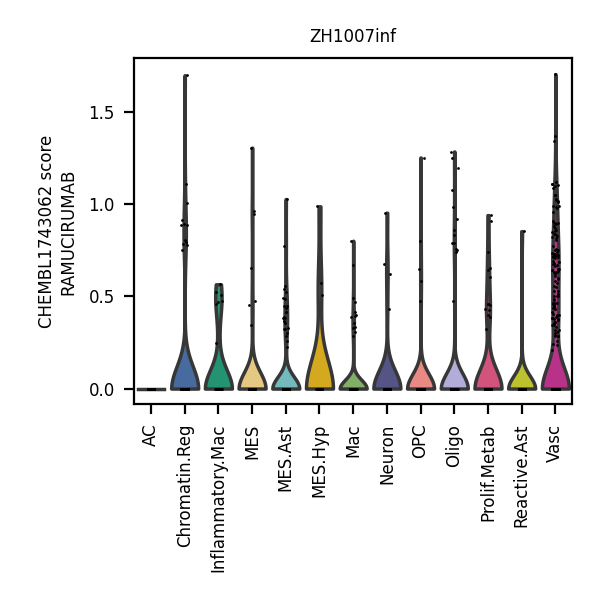 ZH1007inf
CHEMBL1743062 score
RAMUCIRUMAB
1.5
1.0
0.5
0.0
AC
Chromatin.Reg
Inflammatory.Mac
MES
MES.Ast
MES.Hyp
Mac
Neuron
OPC
Oligo
Prolif.Metab
Reactive.Ast
Vasc